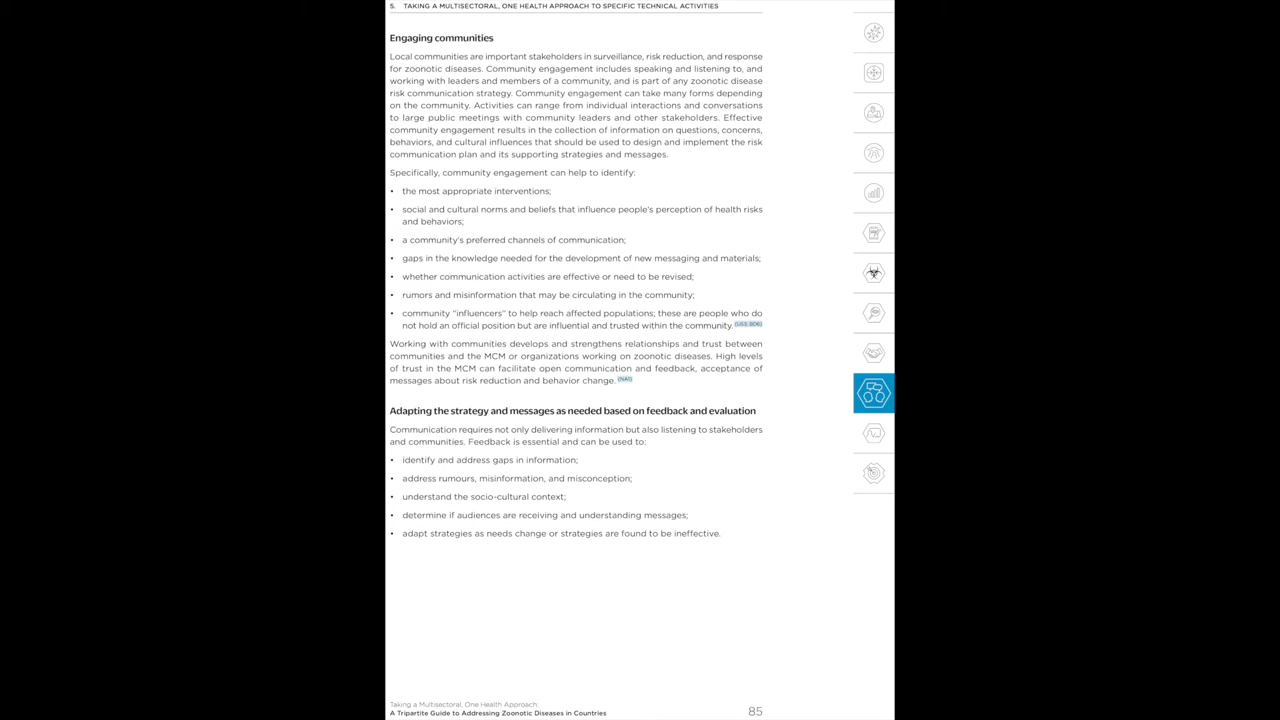 5. TAKING A MULTISECTORAL, ONE HEALTH APPROACH TO SPECIFIC TECHNICAL ACTIVITIES
Engaging communities
Local communities are important stakeholders in surveillance, risk reduction, and response
for zoonotic diseases. Community engagement includes speaking and listening to, and
working with leaders and members of a community, and is part of any zoonotic disease
risk communication strategy. Community engagement can take many forms depending
on the community. Activities can range from individual interactions and conversations
to large public meetings with community leaders and other stakeholders. Effective
community engagement results in the collection of information on questions, concerns,
behaviors, and cultural influences that should be used to design and implement the risk
communication plan and its supporting strategies and messages.
Specifically, community engagement can help to identify:
• the most appropriate interventions;
• social and cultural norms and beliefs that influence people's perception of health risks
and behaviors;
• a community's preferred channels of communication;
• gaps in the knowledge needed for the development of new messaging and materials;
• whether communication activities are effective or need to be revised;
• rumors and misinformation that may be circulating in the community;
• community "influencers" to help reach affected populations; these are people who do
not hold an official position but are influential and trusted within the community.
Working with communities develops and strengthens relationships and trust between
communities and the MCM or organizations working on zoonotic diseases. High levels
of trust in the MCM can facilitate open communication and feedback, acceptance of
messages about risk reduction and behavior change. (NA1)
Adapting the strategy and messages as needed based on feedback and evaluation
Communication requires not only delivering information but also listening to stakeholders
and communities. Feedback is essential and can be used to:
• identify and address gaps in information;
• address rumours, misinformation, and misconception;
• understand the socio-cultural context;
• determine if audiences are receiving and understanding messages;
• adapt strategies as needs change or strategies are found to be ineffective.
Taking a Multisectoral, One Health Approach:
A Tripartite Guide to Addressing Zoonotic Diseases in Countries
85